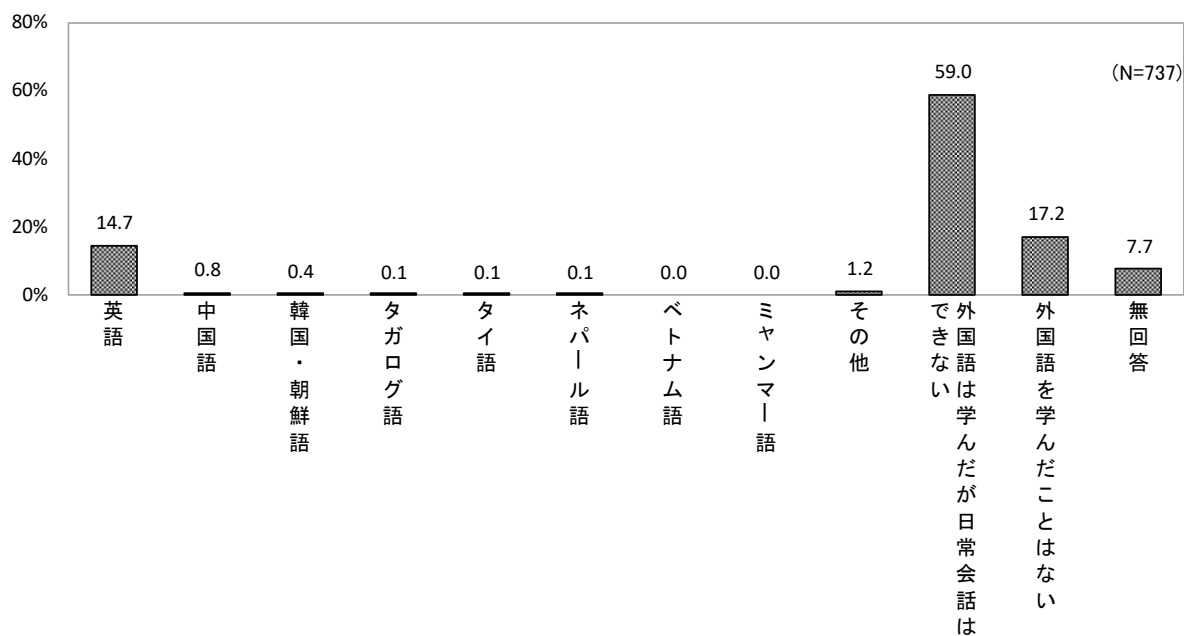 80%
60%
40%
20%
0%
(N=737)
14.7
0.8
0.4
0.1
0.1
0.1
0.0
0.0
1.2
59.0
17.2
7.7
英語
中国語
韓国・朝鮮語
タガログ語
タイ語
ネパール語
ベトナム語
ミャンマー語
その他
外国語は学んだが日常会話は
できない
外国語を学んだことはない
無回答